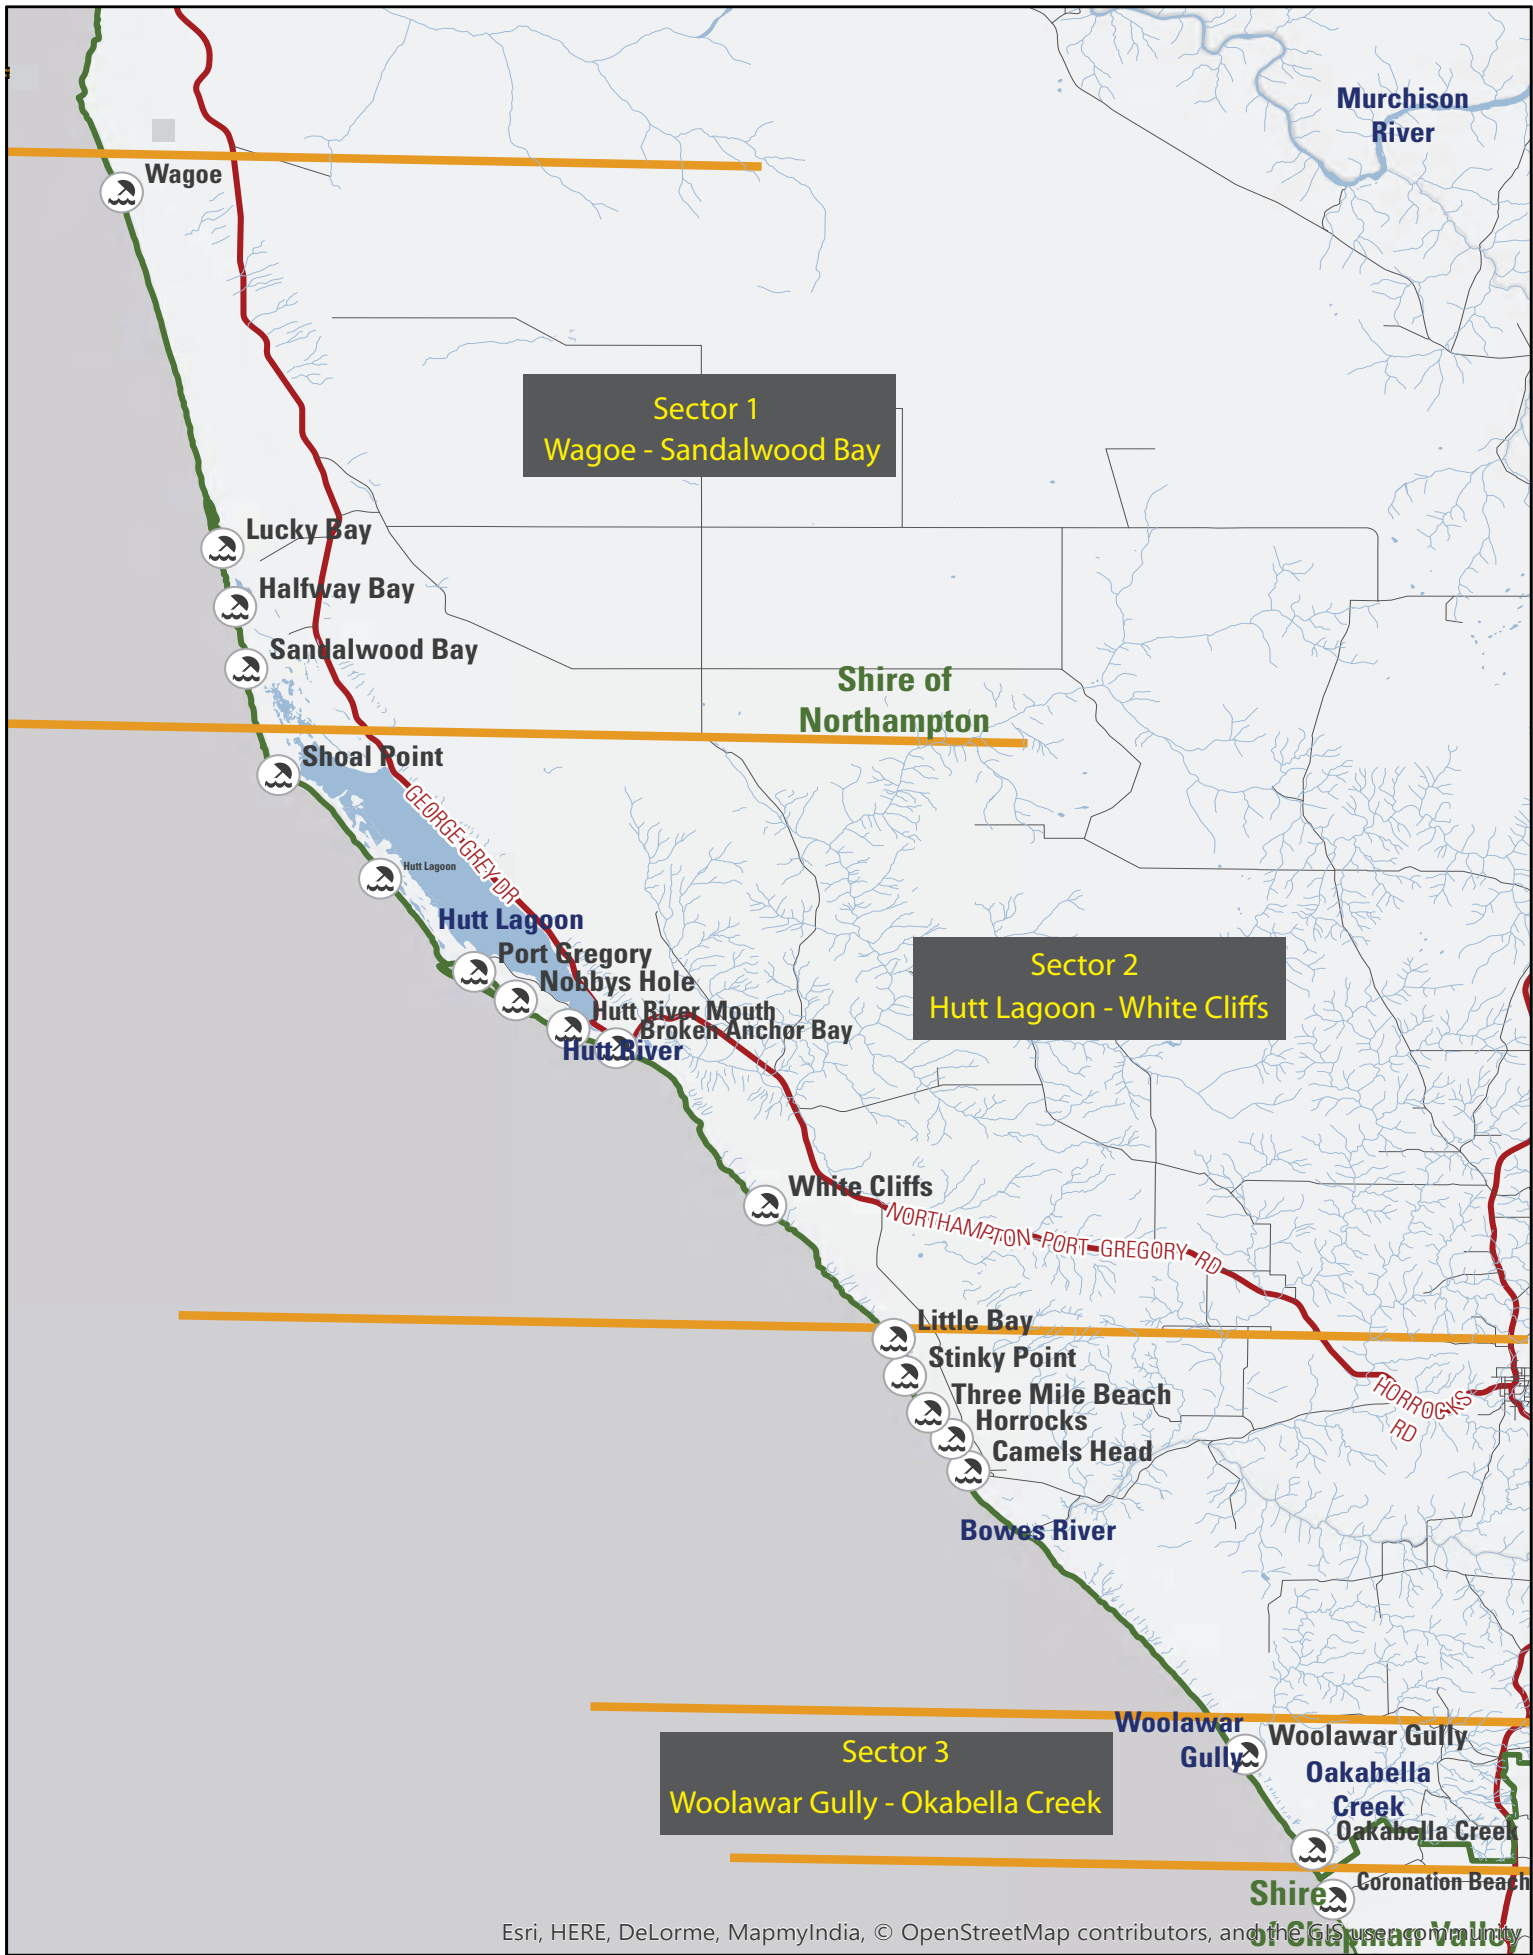 Murchison
River
Wagoe
Sector 1
Wagoe - Sandalwood Bay
Lucky Bay
Halfway Bay
Sandalwood Bay
Shire of
Northampton
Shoal Point
GEORGE GREY DR
Hutt Lagoon
Hutt Lagoon
Port Gregory
Nobbys Hole
Sector 2
Hutt Lagoon - White Cliffs
Hutt River Mouth
Broken Anchor Bay
Hutt River
White Cliffs
NORTHAMPTON-PORT GREGORY RD
Little Bay
Stinky Point
Three Mile Beach
Horrocks
Camels Head
HORROCKS
RD
Bowes River
Woolawar
Gully
Woolawar Gully
Sector 3
Woolawar Gully - Okabella Creek
Oakabella
Creek
Oakabella Creek
Coronation Beach
Shire
of Chapman Valley
Esri, HERE, DeLorme, MapmyIndia, © OpenStreetMap contributors, and the GIS user community